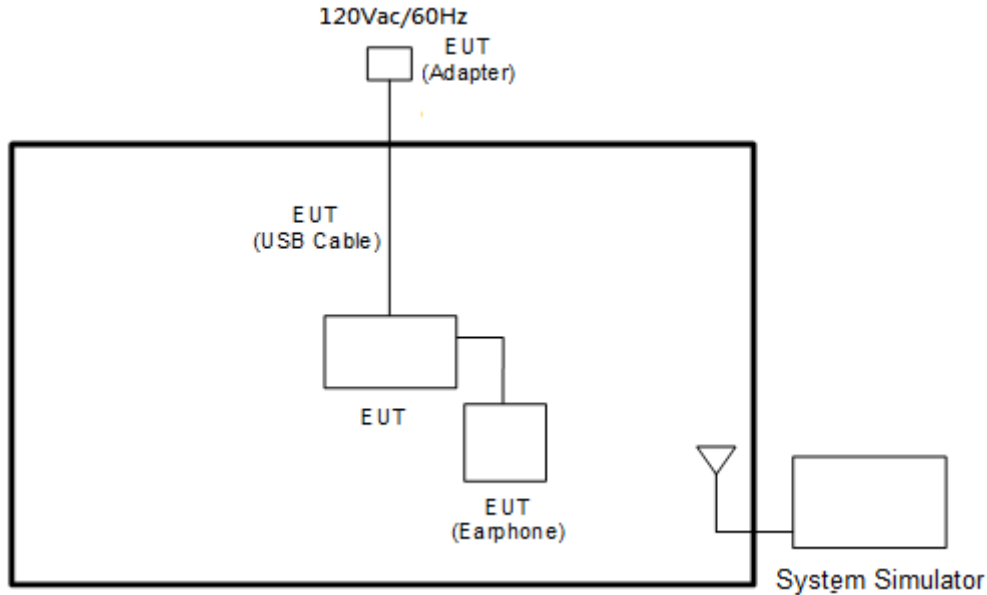 120Vac/60Hz
EUT
(Adapter)
EUT
(USB Cable)
EUT
EUT
(Earphone)
System Simulator